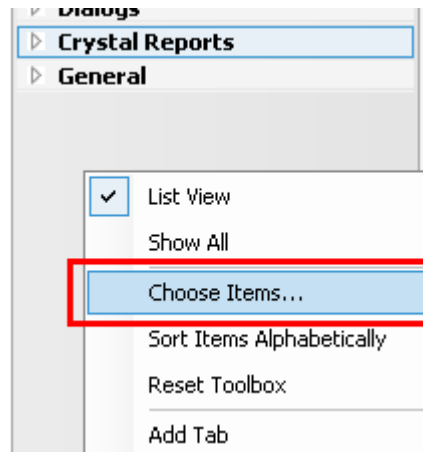 Dialogs
Crystal Reports
General
List View
Show All
Choose Items...
Sort Items Alphabetically
Reset Toolbox
Add Tab